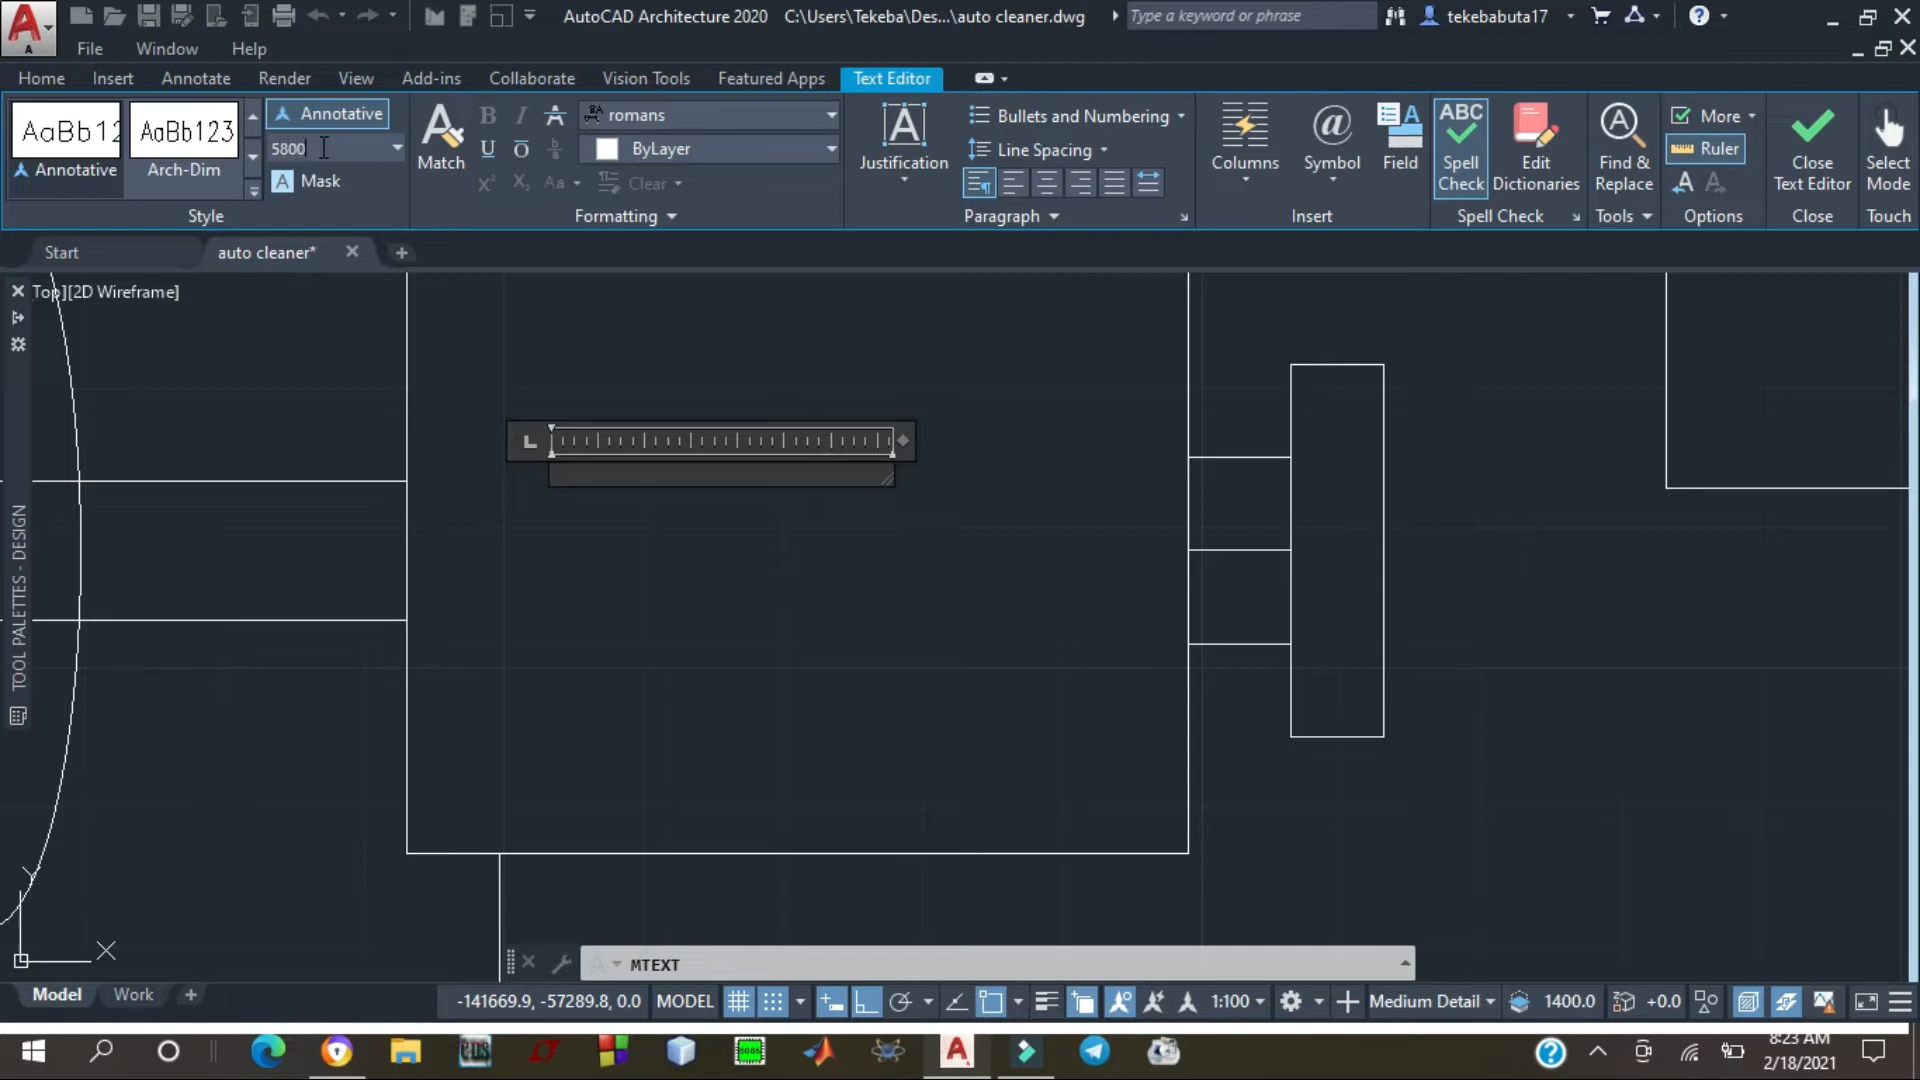 AutoCAD Architecture 2020 C:\Users\Tekeba\Des...\auto cleaner.dwg
Type a keyword or phrase
tekebabuta17
A
File Window Help
Home Insert Annotate Render View Add-ins Collaborate Vision Tools Featured Apps Text Editor
AaBb12 AaBb123
Annotative Arch-Dim
Annotative
5800
A Mask
Match
B I A
U O
romans
ByLayer
Aa Clear
Justification
Bullets and Numbering
Line Spacing
Columns
Symbol
Field
ABC
Spell Check
Edit Dictionaries
Find & Replace
More
Ruler
Close Text Editor
Select Mode
Style Formatting Paragraph Insert Spell Check Tools Options Close Touch
Start auto cleaner*
Top][2D Wireframe]
TOOL PALETTES - DESIGN
Y
X
MTEXT
Model Work
-141669.9, -57289.8, 0.0 MODEL 1:100 Medium Detail 1400.0 +0.0
8:23 AM
2/18/2021